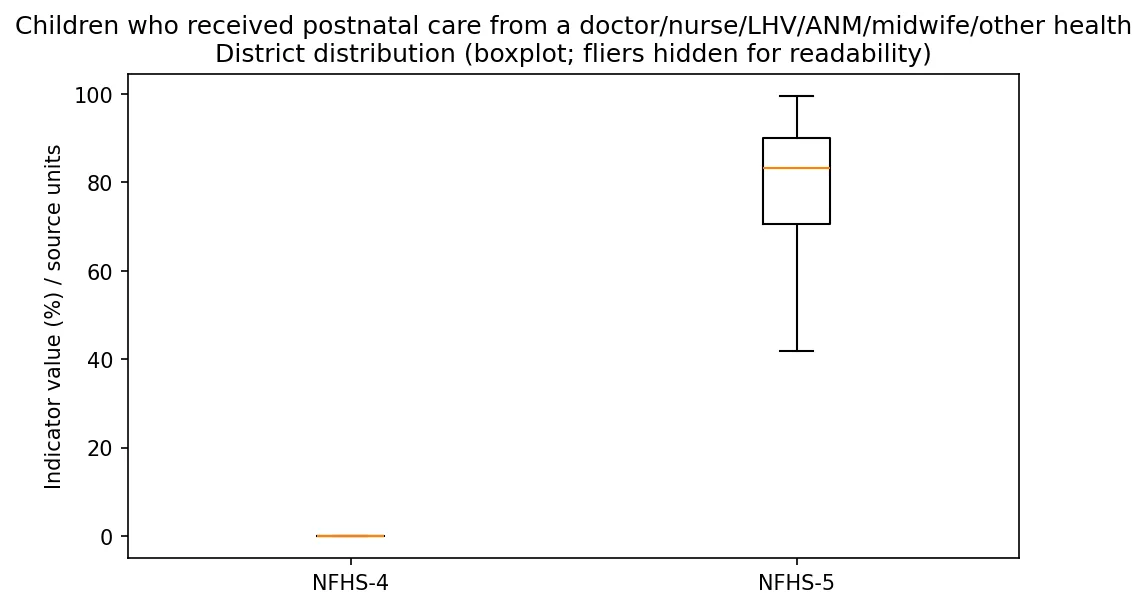 Children who received postnatal care from a doctor/nurse/LHV/ANM/midwife/other health
District distribution (boxplot; fliers hidden for readability)
Indicator value (%) / source units
100
80
60
40
20
0
NFHS-4
NFHS-5